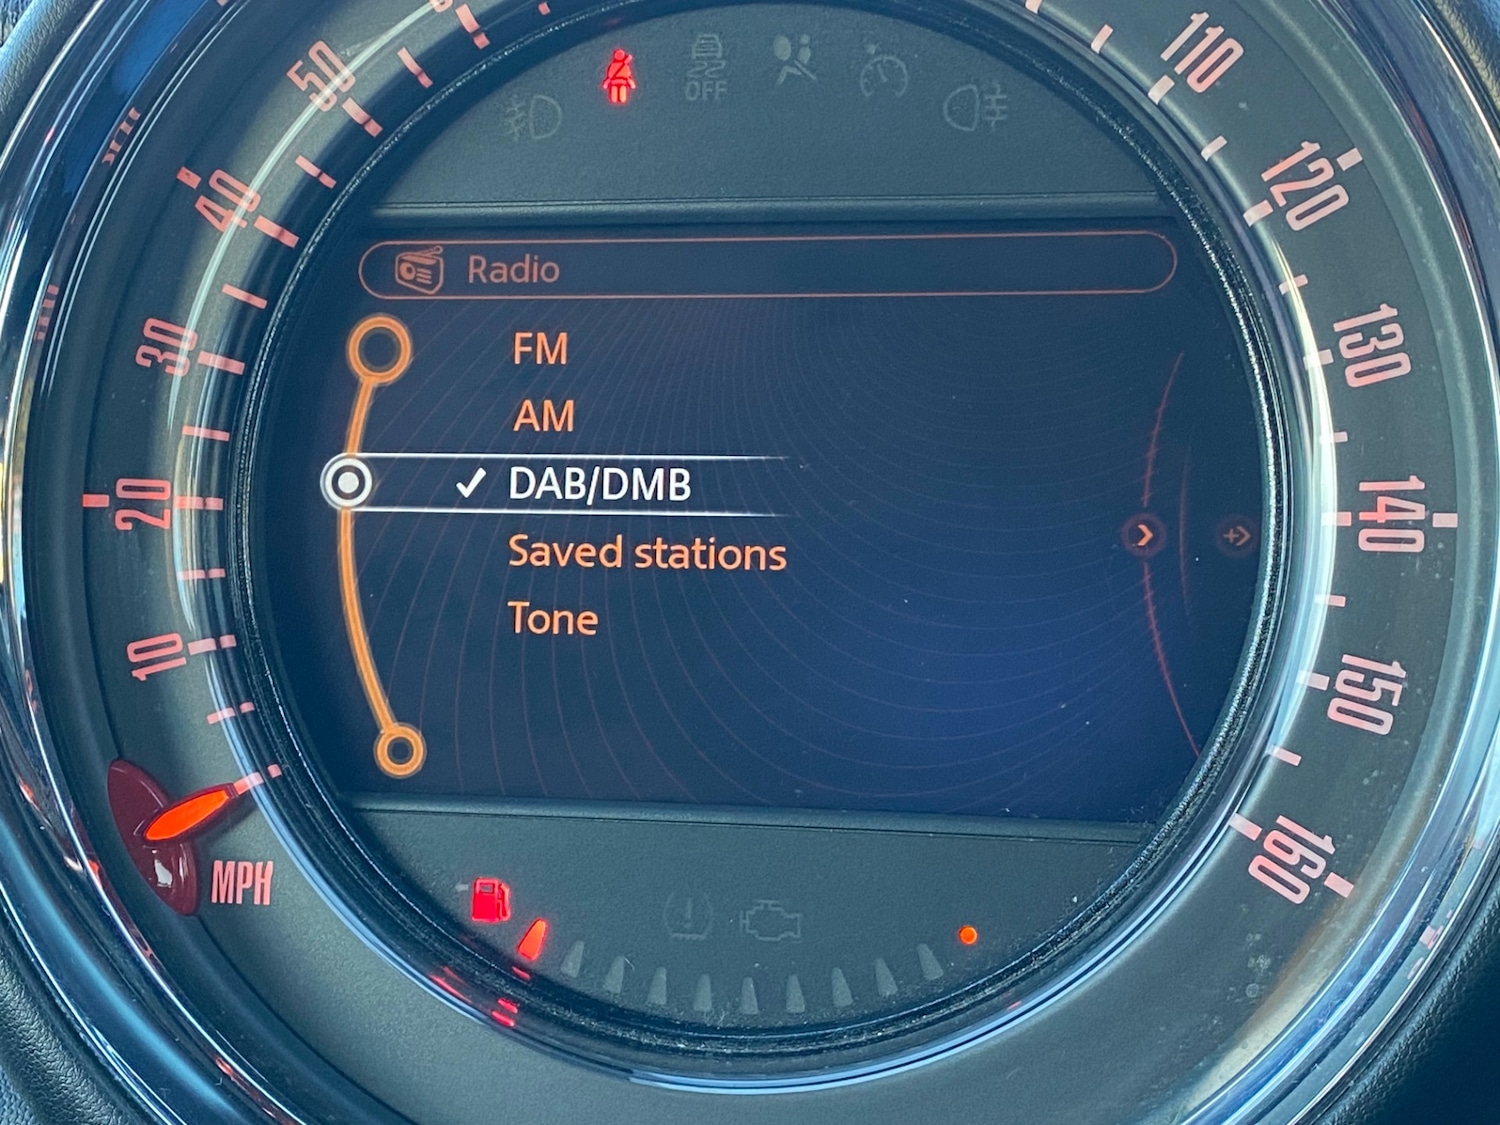 OFF
Radio
FM
AM
✓ DAB/DMB
Saved stations
Tone
10
20
30
40
50
110
120
130
140
150
160
MPH